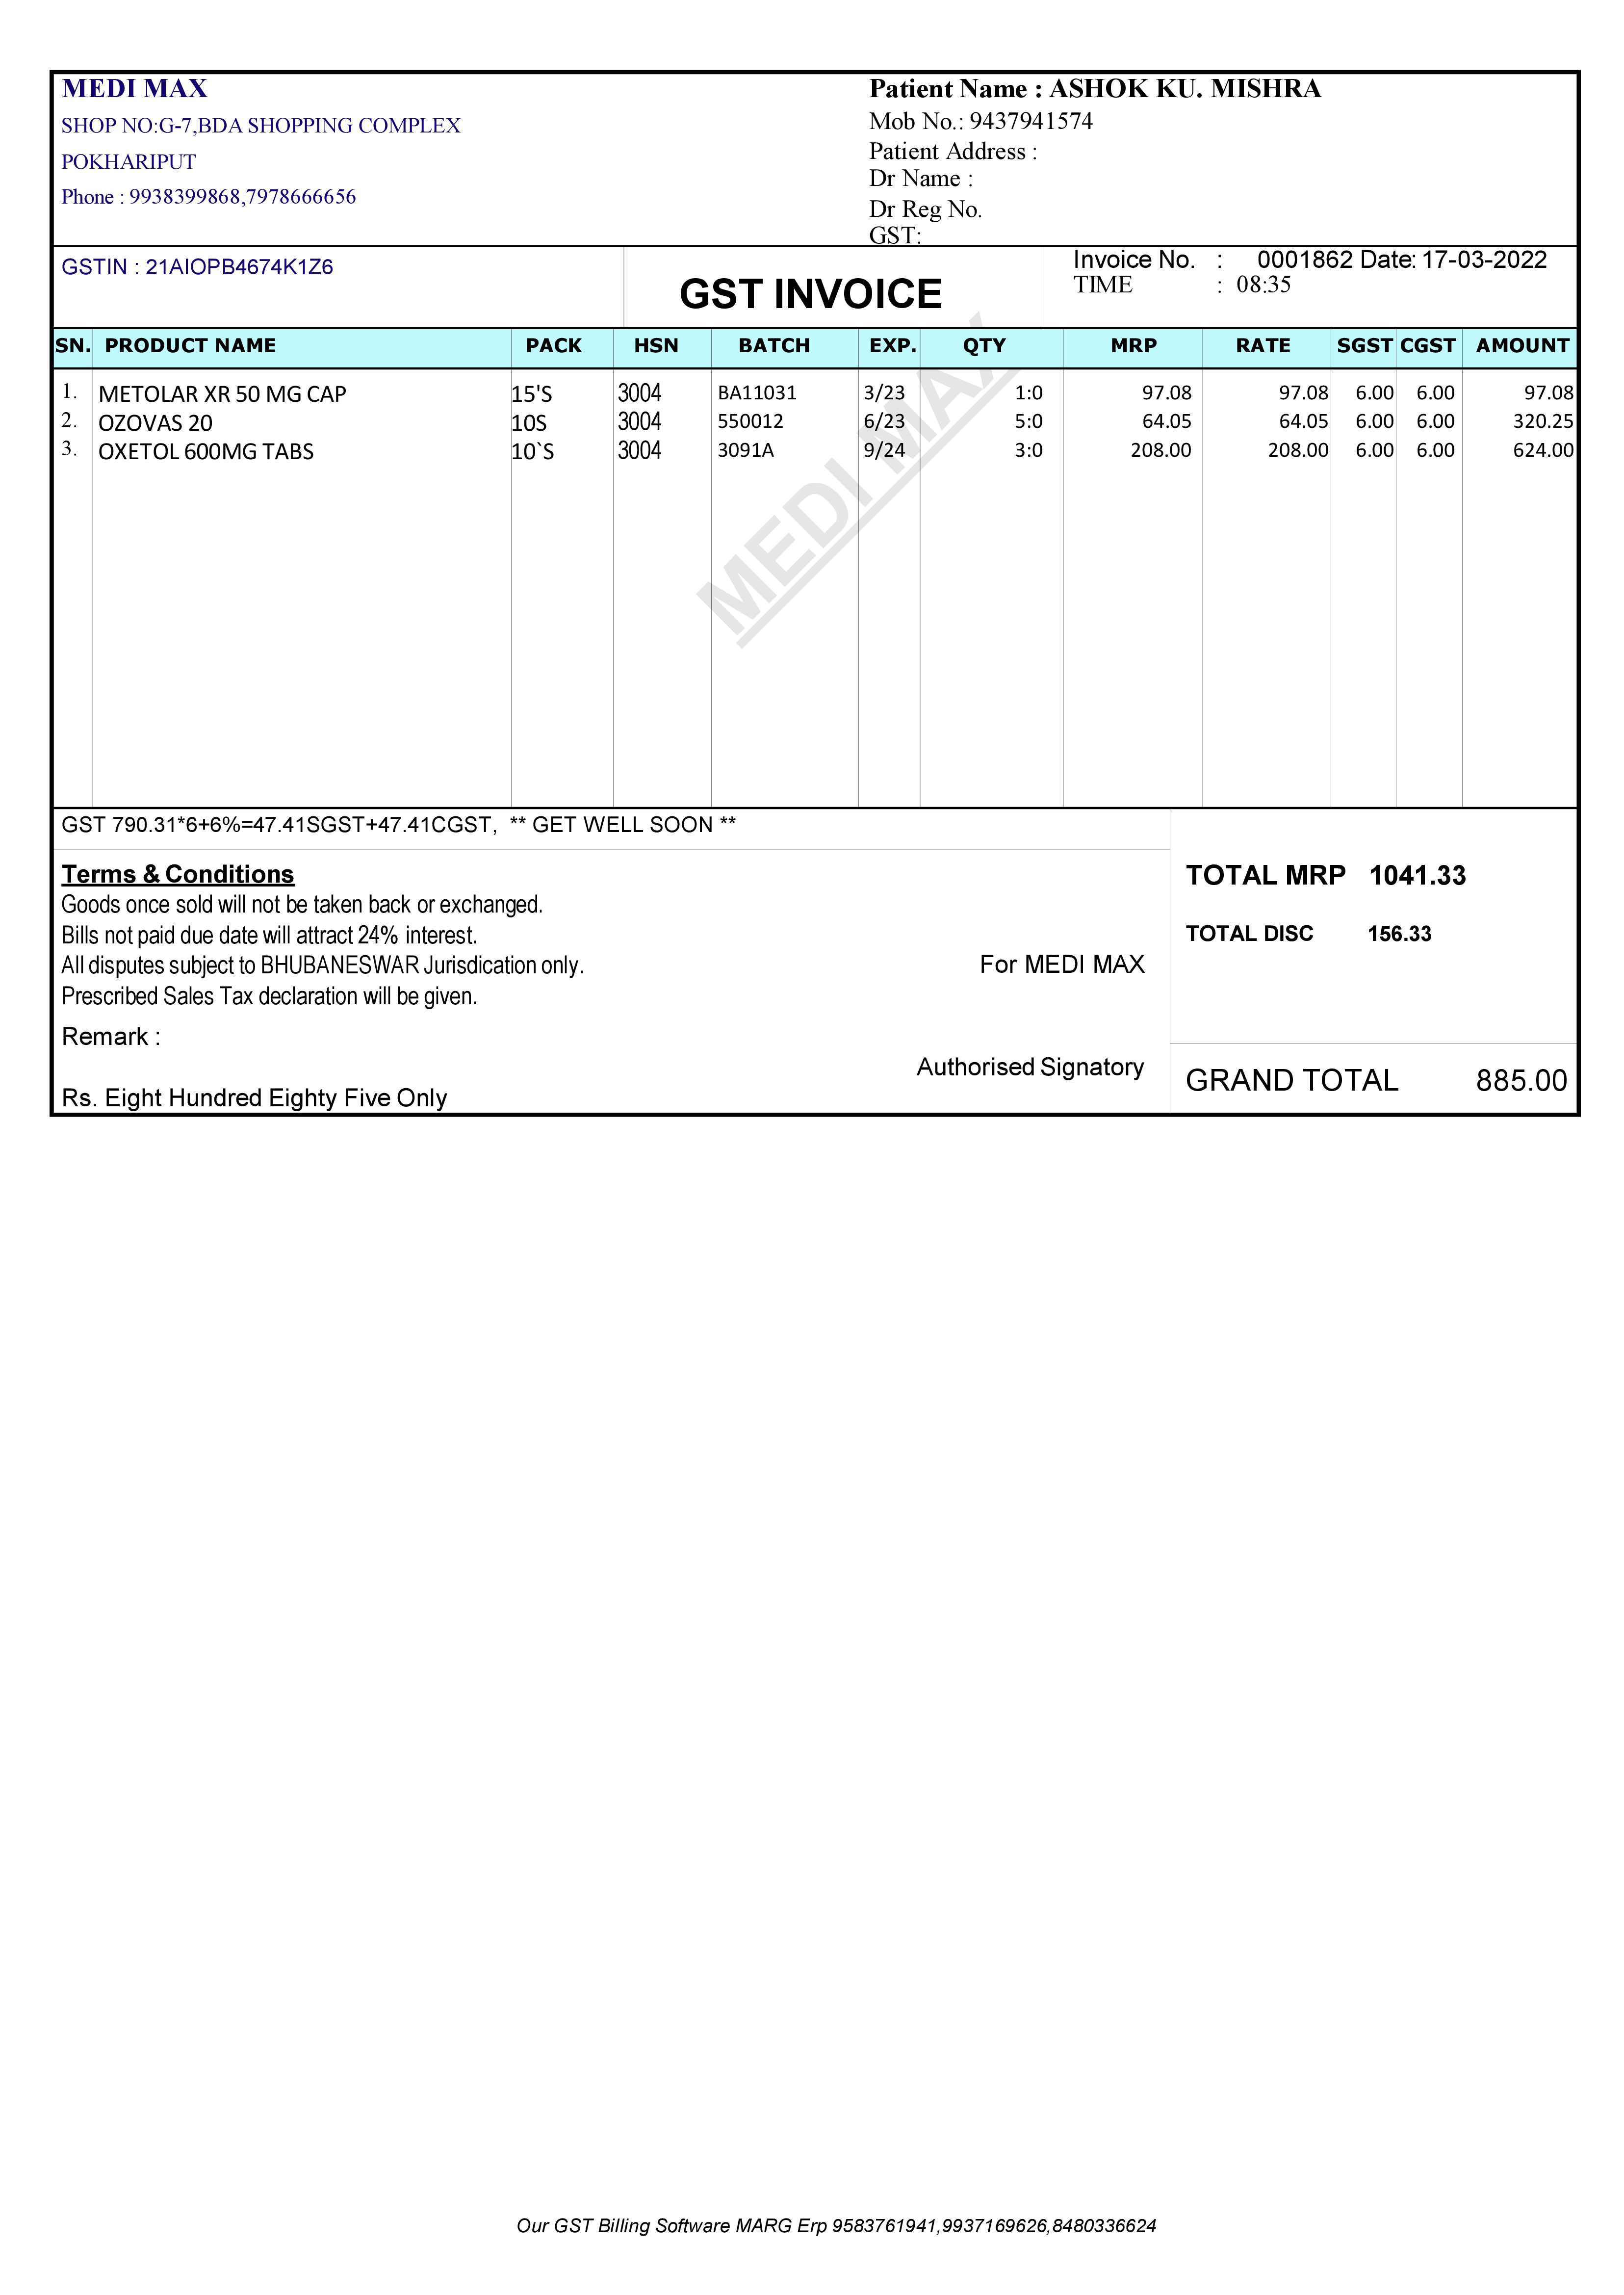 MEDI MAX
SHOP NO:G-7,BDA SHOPPING COMPLEX
POKHARIPUT
Phone : 9938399868,7978666656
Patient Name : ASHOK KU. MISHRA
Mob No.: 9437941574
Patient Address :
Dr Name :
Dr Reg No.
GST:
GSTIN : 21AIOPB4674K1Z6
GST INVOICE
Invoice No. : 0001862 Date: 17-03-2022
TIME : 08:35
SN. PRODUCT NAME PACK HSN BATCH EXP. QTY MRP RATE SGST CGST AMOUNT
1. METOLAR XR 50 MG CAP 15'S 3004 BA11031 3/23 1:0 97.08 97.08 6.00 6.00 97.08
2. OZOVAS 20 10S 3004 550012 6/23 5:0 64.05 64.05 6.00 6.00 320.25
3. OXETOL 600MG TABS 10`S 3004 3091A 9/24 3:0 208.00 208.00 6.00 6.00 624.00
MEDI MAX
GST 790.31*6+6%=47.41SGST+47.41CGST, ** GET WELL SOON **
Terms & Conditions
Goods once sold will not be taken back or exchanged.
Bills not paid due date will attract 24% interest.
All disputes subject to BHUBANESWAR Jurisdication only.
Prescribed Sales Tax declaration will be given.
Remark :
Rs. Eight Hundred Eighty Five Only
For MEDI MAX
Authorised Signatory
TOTAL MRP 1041.33
TOTAL DISC 156.33
GRAND TOTAL 885.00
Our GST Billing Software MARG Erp 9583761941,9937169626,8480336624